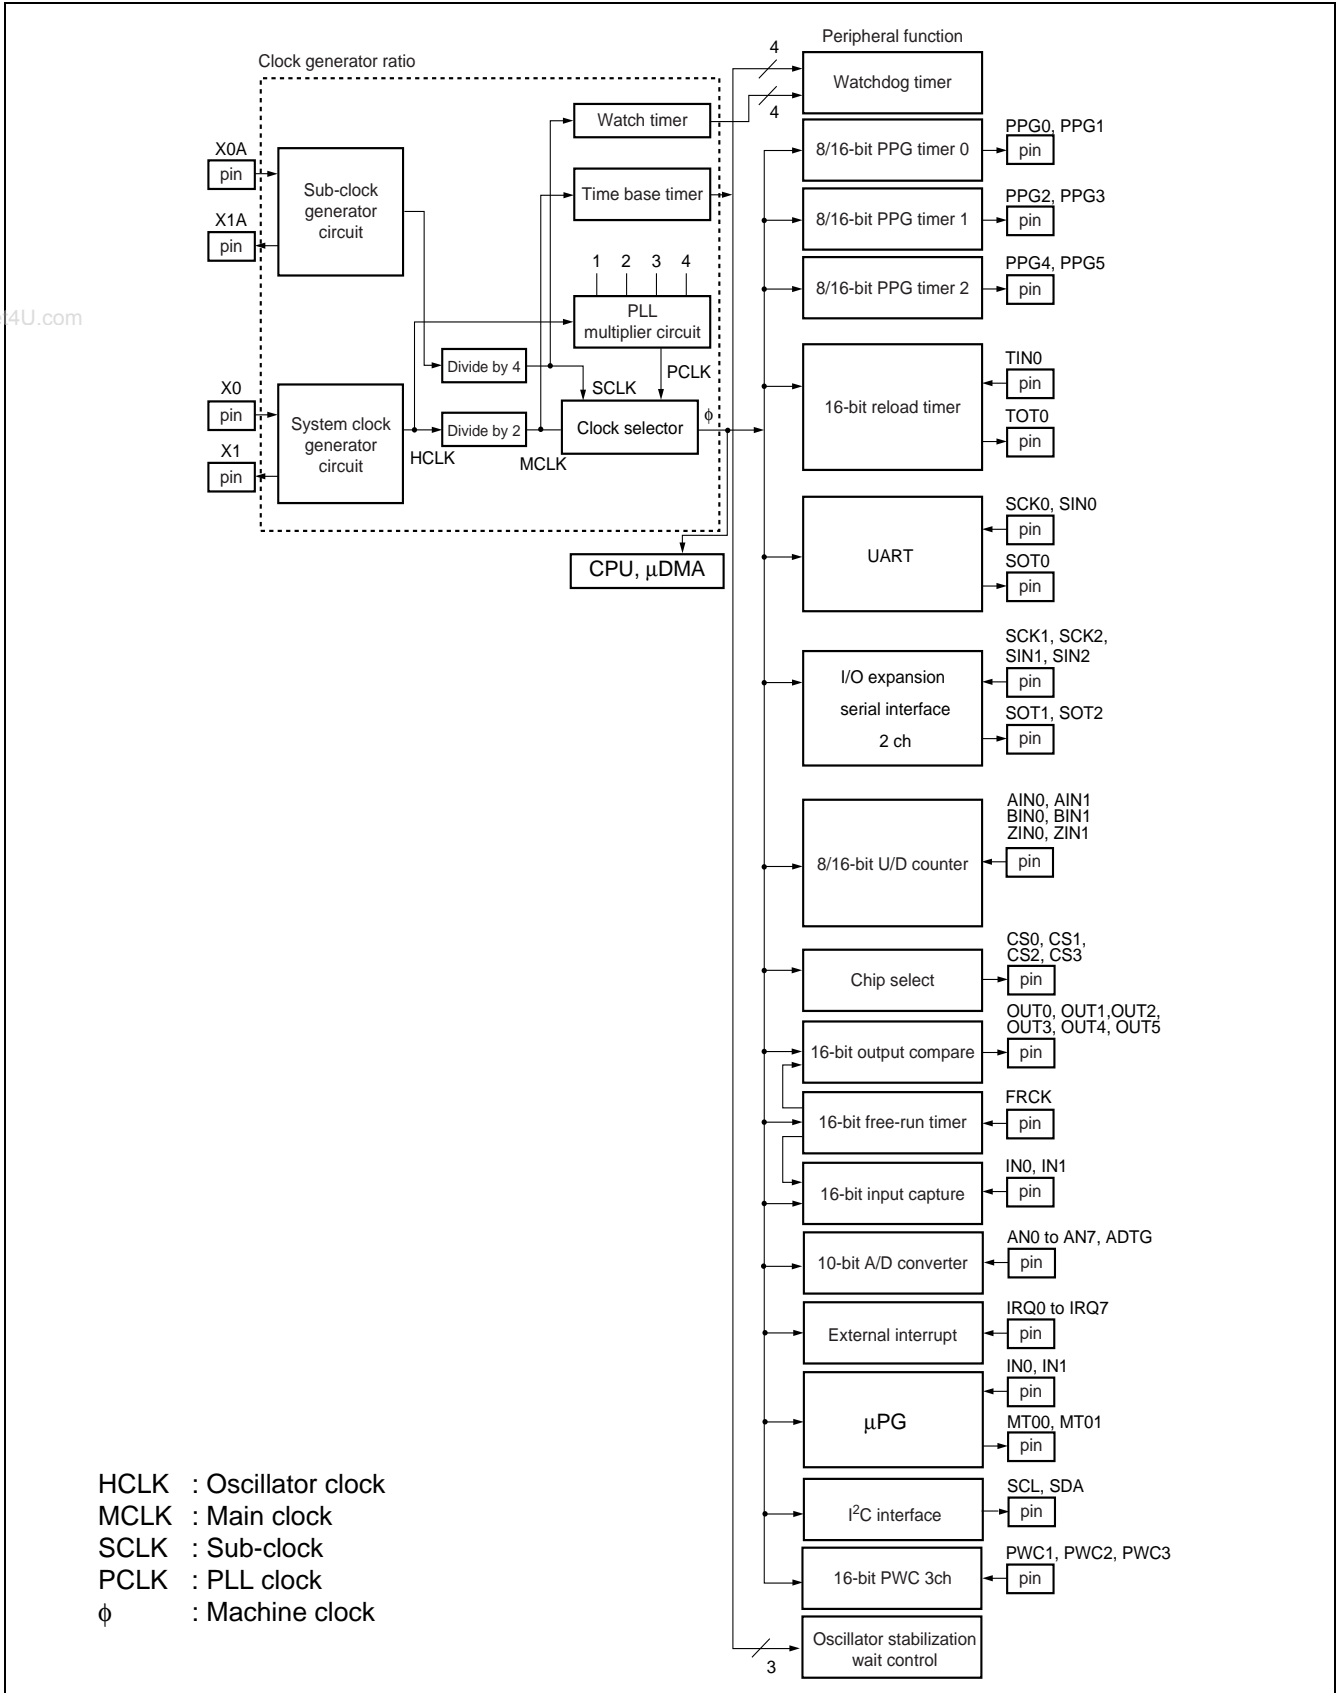 Peripheral function
Clock generator ratio
4
Watchdog timer
4
Watch timer
X0A
pin
Sub-clock
generator
circuit
X1A
pin
Time base timer
8/16-bit PPG timer 0
PPG0, PPG1
pin
8/16-bit PPG timer 1
PPG2, PPG3
pin
8/16-bit PPG timer 2
PPG4, PPG5
pin
1 2 3 4
PLL
multiplier circuit
4U.com
Divide by 4
SCLK
PCLK
X0
pin
System clock
generator
circuit
X1
pin
HCLK
Divide by 2
MCLK
Clock selector
ϕ
CPU, μDMA
16-bit reload timer
TIN0
pin
TOT0
pin
UART
SCK0, SIN0
pin
SOT0
pin
I/O expansion
serial interface
2 ch
SCK1, SCK2,
SIN1, SIN2
pin
SOT1, SOT2
pin
8/16-bit U/D counter
AIN0, AIN1
BIN0, BIN1
ZIN0, ZIN1
pin
Chip select
CS0, CS1,
CS2, CS3
pin
16-bit output compare
OUT0, OUT1,OUT2,
OUT3, OUT4, OUT5
pin
16-bit free-run timer
FRCK
pin
16-bit input capture
IN0, IN1
pin
10-bit A/D converter
AN0 to AN7, ADTG
pin
External interrupt
IRQ0 to IRQ7
pin
μPG
IN0, IN1
pin
MT00, MT01
pin
I²C interface
SCL, SDA
pin
16-bit PWC 3ch
PWC1, PWC2, PWC3
pin
Oscillator stabilization
wait control
3
HCLK : Oscillator clock
MCLK : Main clock
SCLK : Sub-clock
PCLK : PLL clock
ϕ : Machine clock